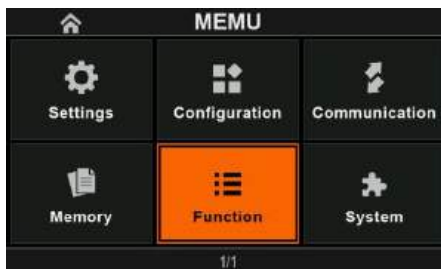 MEMU
Settings
Configuration
Communication
Memory
Function
System
1/1